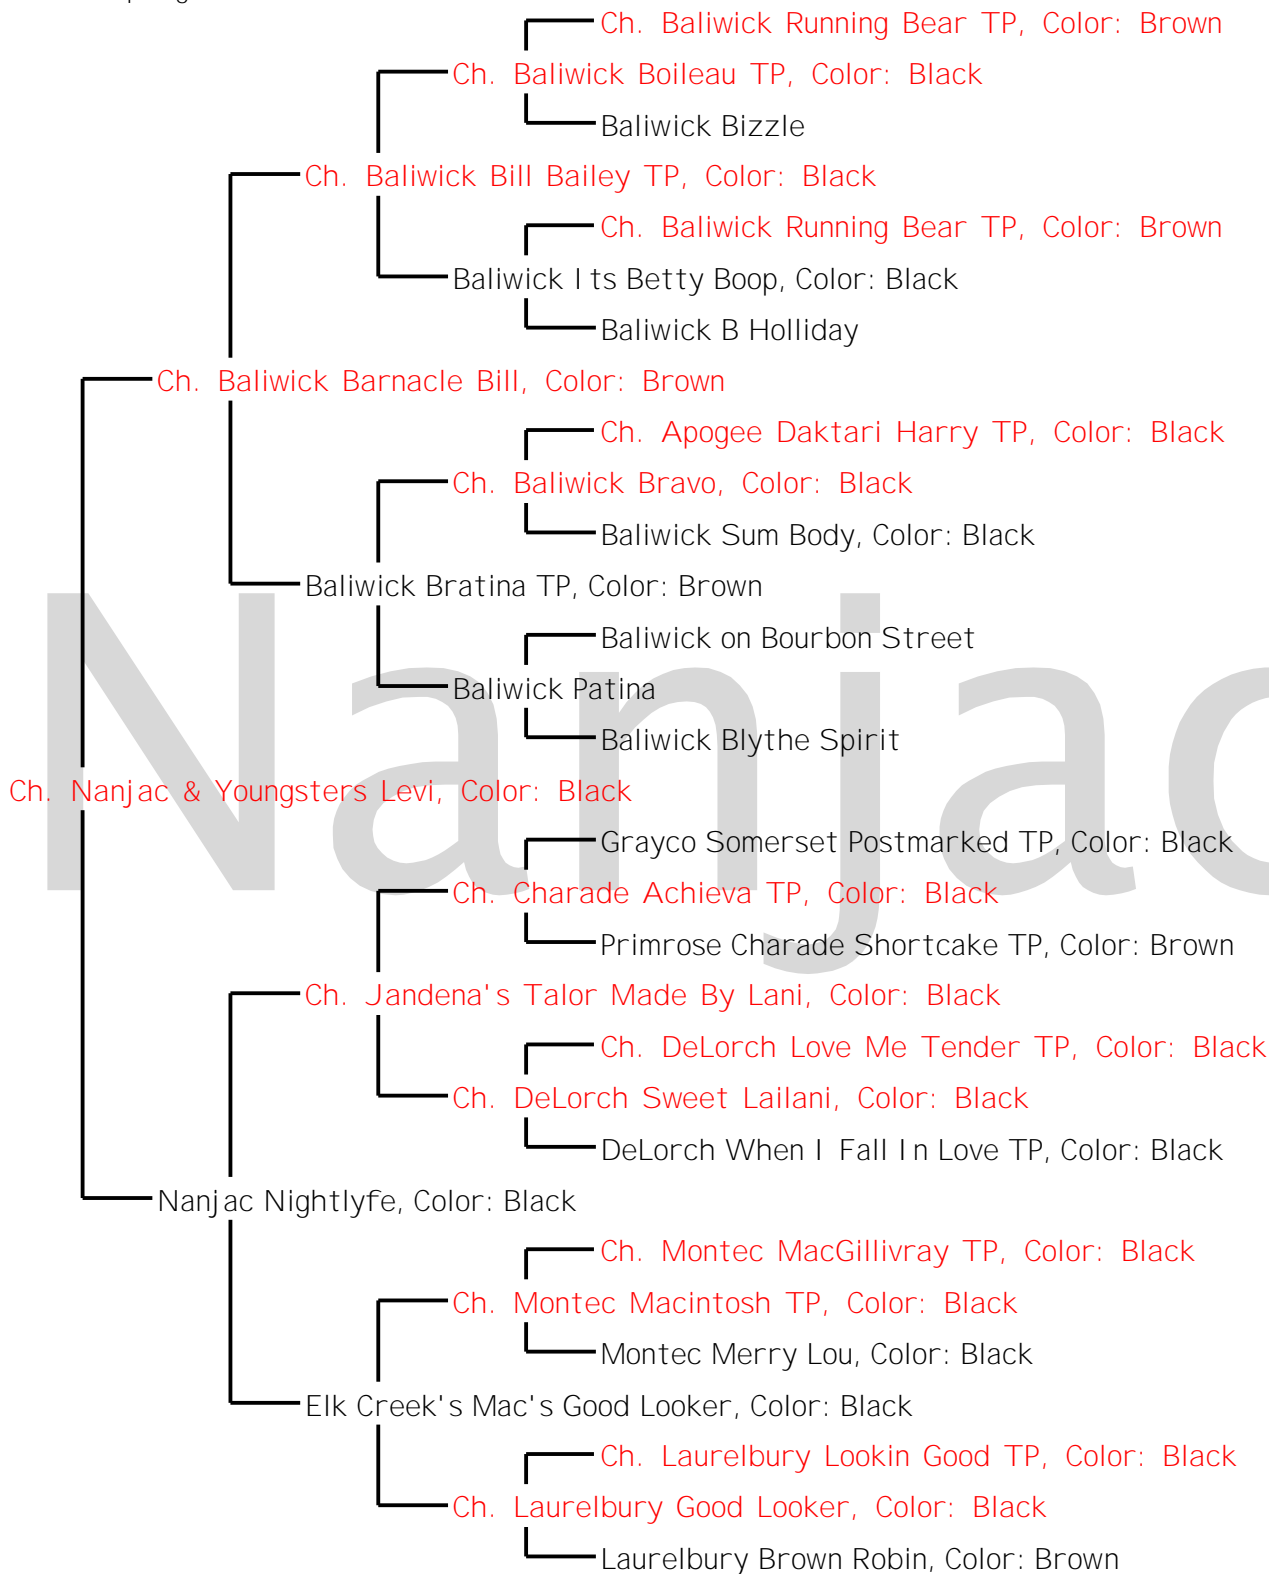 Ch. Baliwick Running Bear TP, Color: Brown
Ch. Baliwick Boileau TP, Color: Black
Baliwick Bizzle
Ch. Baliwick Bill Bailey TP, Color: Black
Ch. Baliwick Running Bear TP, Color: Brown
Baliwick Its Betty Boop, Color: Black
Baliwick B Holliday
Ch. Baliwick Barnacle Bill, Color: Brown
Ch. Apogee Daktari Harry TP, Color: Black
Ch. Baliwick Bravo, Color: Black
Baliwick Sum Body, Color: Black
Baliwick Bratina TP, Color: Brown
Baliwick on Bourbon Street
Baliwick Patina
Baliwick Blythe Spirit
Nanjac
Ch. Nanjac & Youngsters Levi, Color: Black
Grayco Somerset Postmarked TP, Color: Black
Ch. Charade Achieva TP, Color: Black
Primrose Charade Shortcake TP, Color: Brown
Ch. Jandena's Talor Made By Lani, Color: Black
Ch. DeLorch Love Me Tender TP, Color: Black
Ch. DeLorch Sweet Lailani, Color: Black
DeLorch When I Fall In Love TP, Color: Black
Nanjac Nightlyfe, Color: Black
Ch. Montec MacGillivray TP, Color: Black
Ch. Montec Macintosh TP, Color: Black
Montec Merry Lou, Color: Black
Elk Creek's Mac's Good Looker, Color: Black
Ch. Laurelbury Lookin Good TP, Color: Black
Ch. Laurelbury Good Looker, Color: Black
Laurelbury Brown Robin, Color: Brown